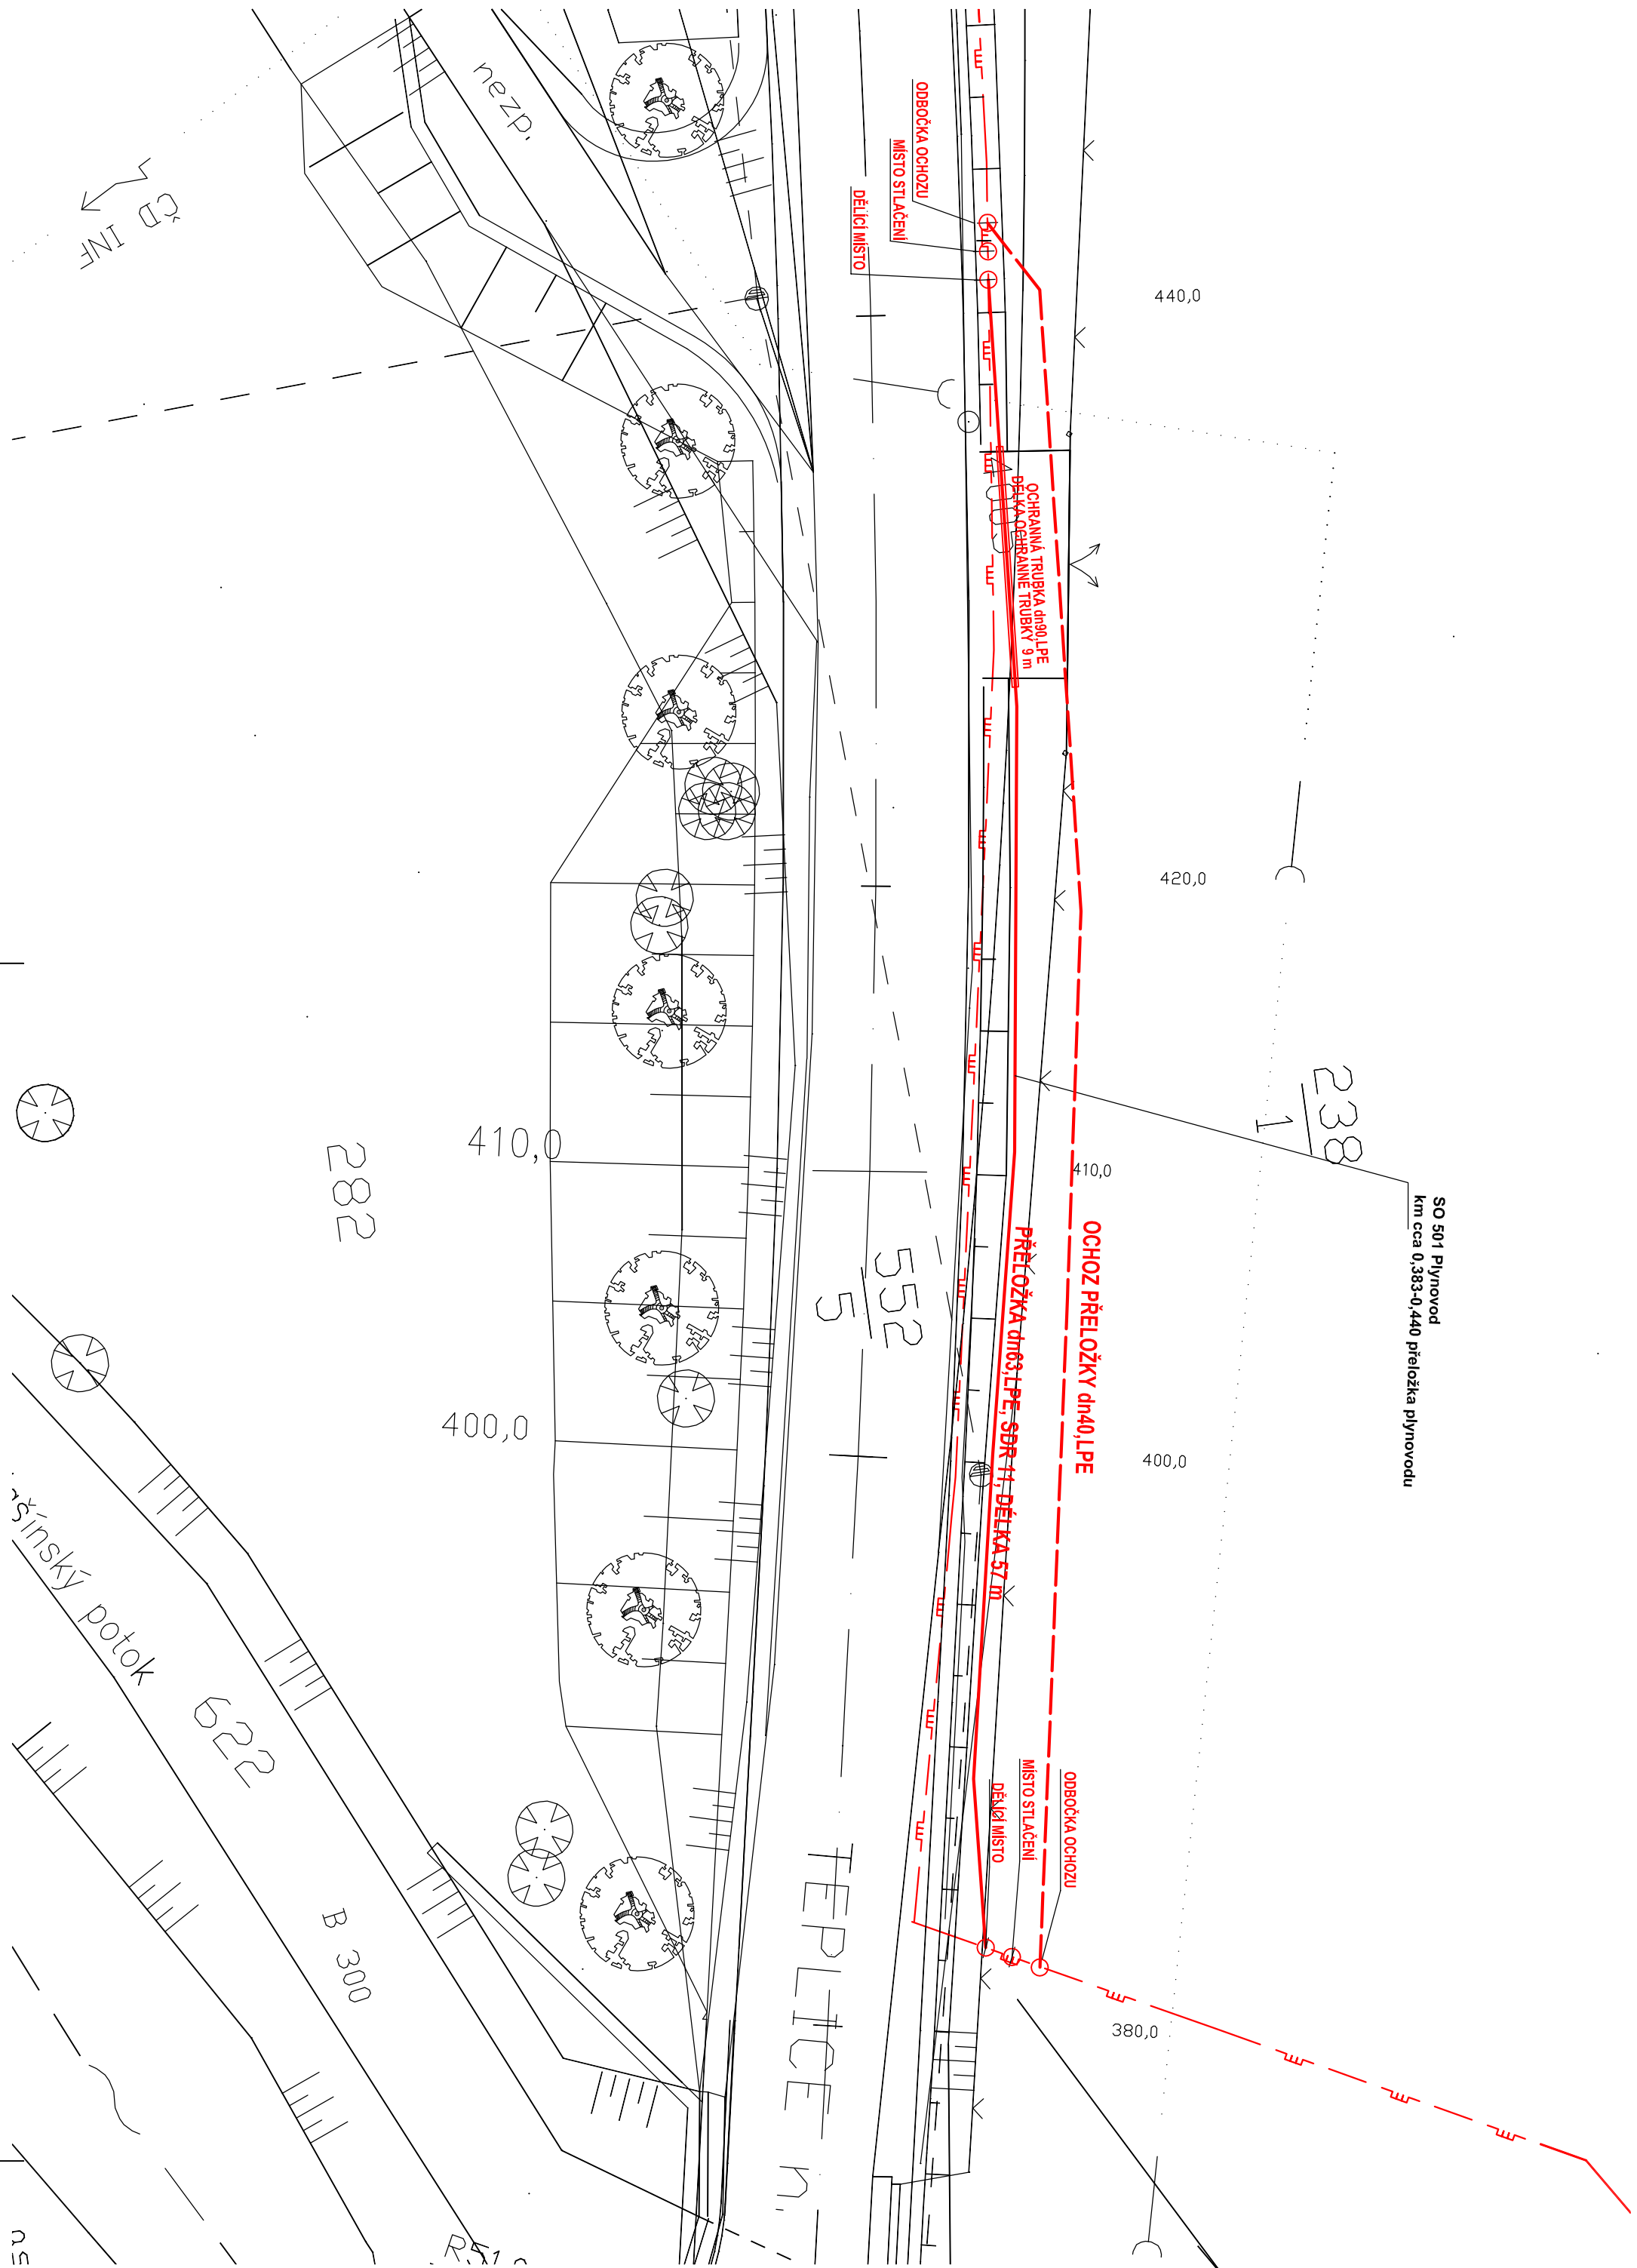 nezp.
ČD INF
ODBOČKA OCHOZU
MÍSTO STLAČENÍ
DĚLÍCÍ MÍSTO
440,0
OCHRANNÁ TRUBKA dn90,LPE
DÉLKA OCHRANNÉ TRUBKY 9 m
420,0
238
1
SO 501 Plynovod
km cca 0,383-0,440 přeložka plynovodu
410,0
410,0
282
552
5
OCHOZ PŘELOŽKY dn40,LPE
PŘELOŽKA dn63,LPE, SDR 11, DÉLKA 57 m
400,0
400,0
šínský potok
622
B 300
ODBOČKA OCHOZU
MÍSTO STLAČENÍ
DĚLÍCÍ MÍSTO
380,0
TEPLICE n.